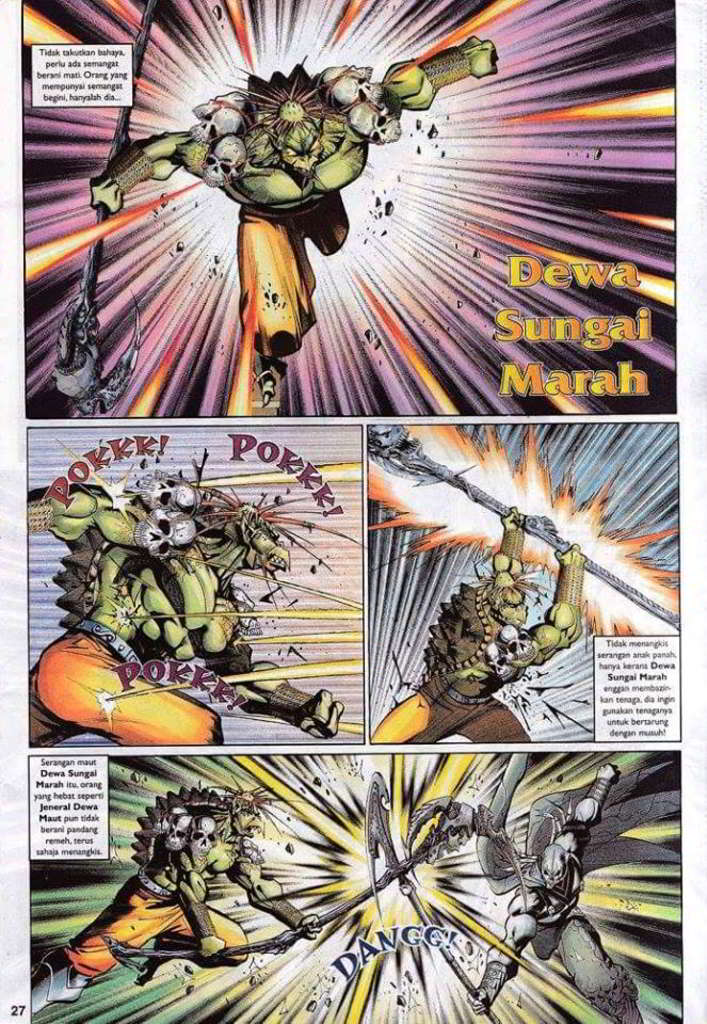 Tidak takutkan bahaya,
perlu ada semangat
berani mati. Orang yang
mempunyai semangat
begini, hanyalah dia...
Dewa
Sungai
Marah
POKKK!
POKKK!
POKKK!
Tidak menangkis
serangan anak panah,
hanya kerana Dewa
Sungai Marah
enggan membazir-
kan tenaga, dia ingin
gunakan tenaganya
untuk bertarung
dengan musuh!
Serangan maut
Dewa Sungai
Marah itu, orang
yang hebat seperti
Jeneral Dewa
Maut pun tidak
berani pandang
remeh, terus
sahaja menangkis.
DANGG!
27